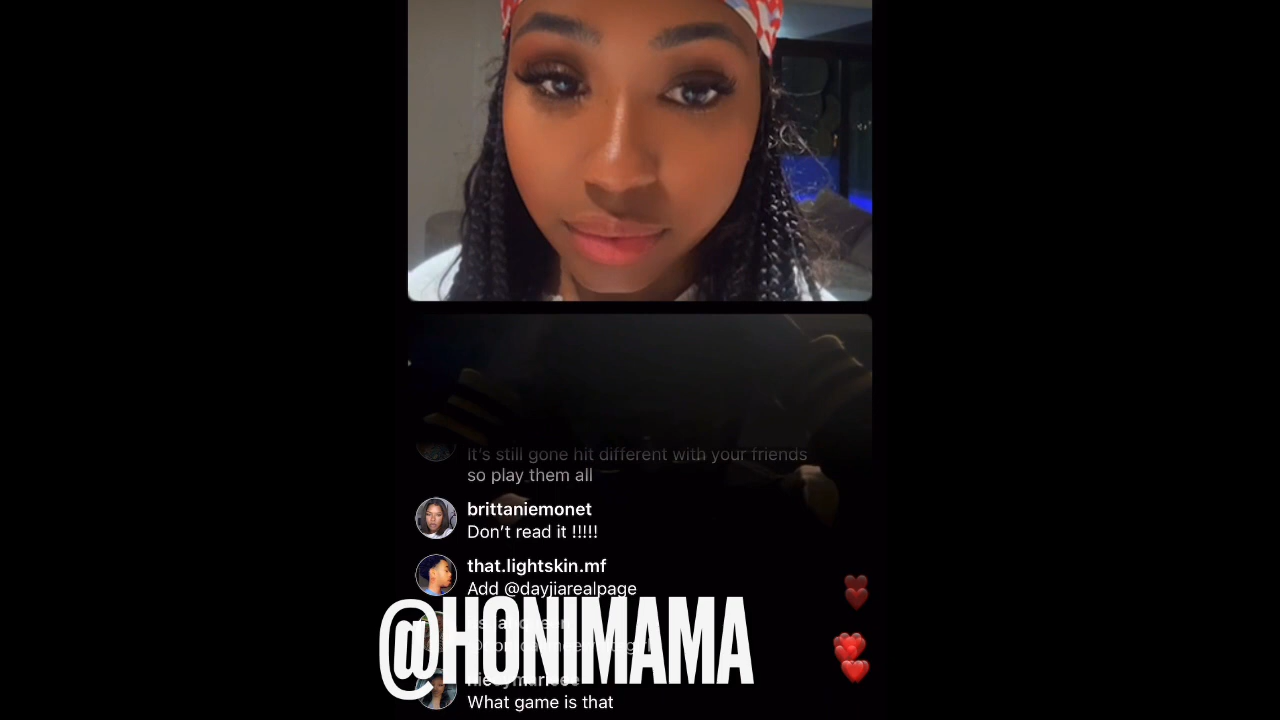 It's still gone hit different with your friends
so play them all
brittaniemonet
Don't read it !!!!!
that.lightskin.mf
Add @dayjiarealpage
@HONIMAMA
What game is that